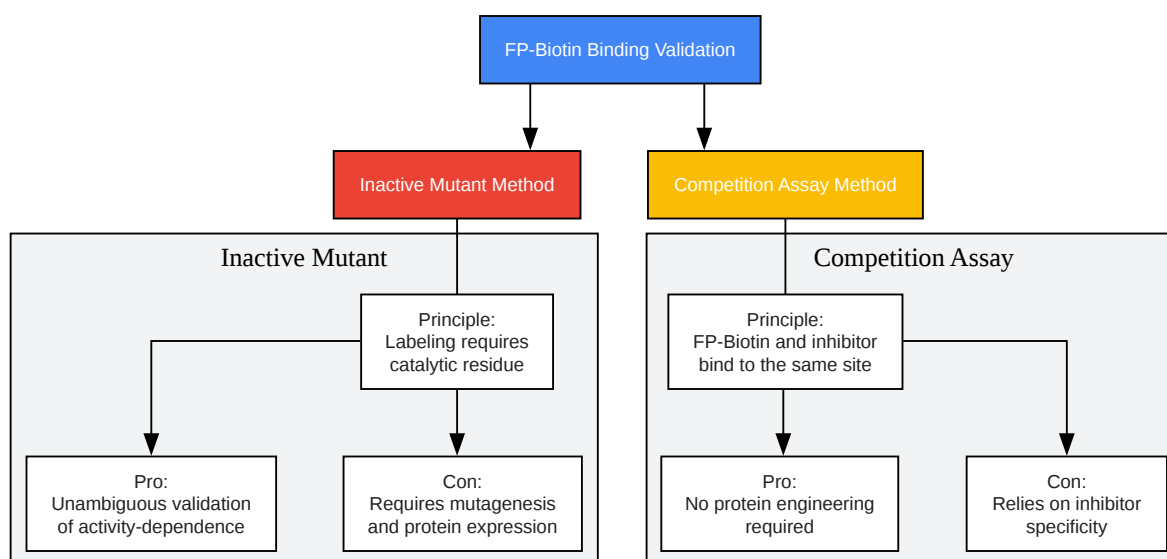 FP-Biotin Binding Validation
Inactive Mutant Method
Competition Assay Method
Inactive Mutant
Competition Assay
Principle:
Labeling requires
catalytic residue
Principle:
FP-Biotin and inhibitor
bind to the same site
Pro:
Unambiguous validation
of activity-dependence
Con:
Requires mutagenesis
and protein expression
Pro:
No protein engineering
required
Con:
Relies on inhibitor
specificity